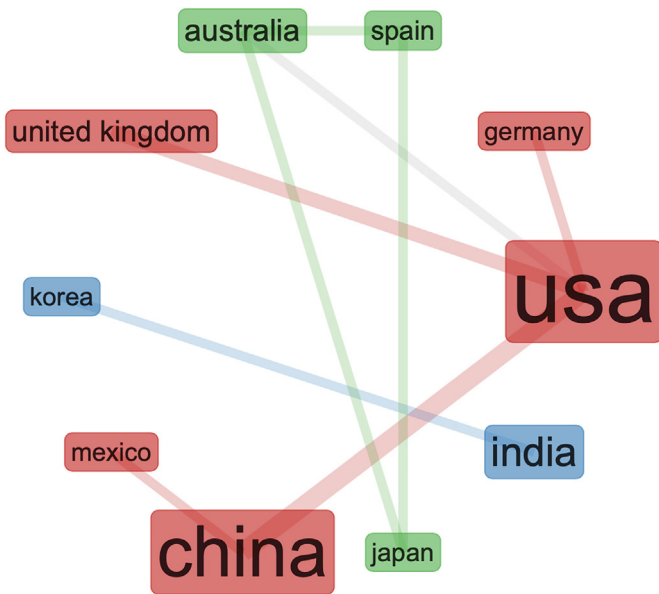 australia
spain
united kingdom
germany
korea
usa
mexico
india
china
japan